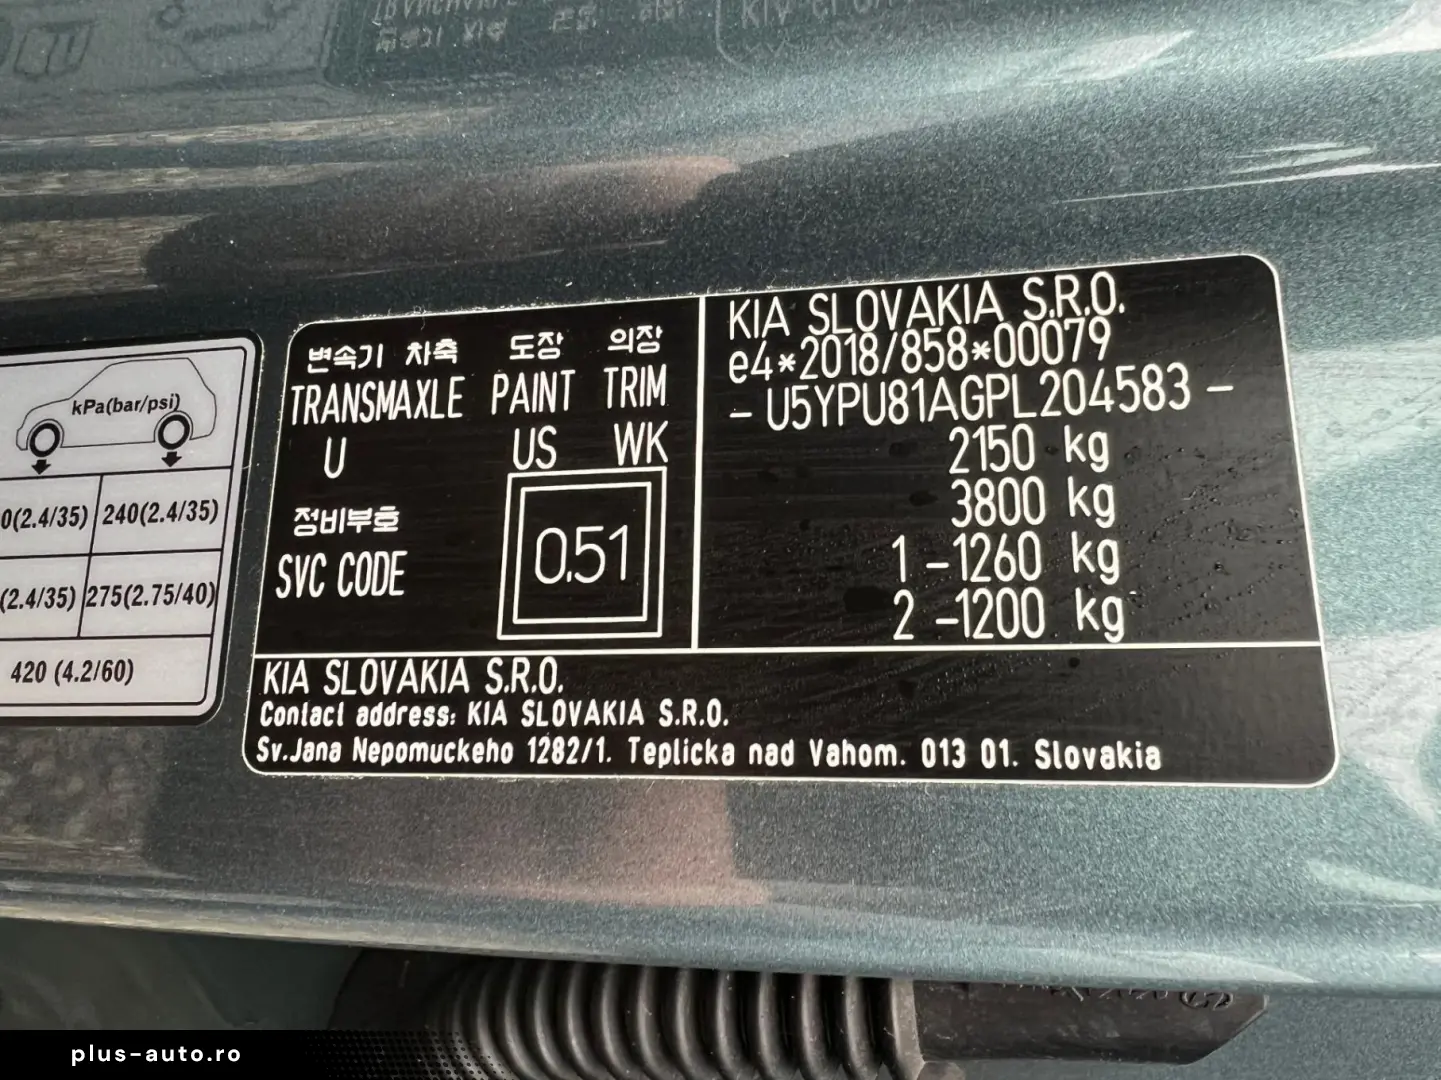 kPa(bar/psi)
0(2.4/35) 240(2.4/35)
(2.4/35) 275(2.75/40)
420 (4.2/60)
변속기 차축 도장 의장
TRANSMAXLE PAINT TRIM
U US WK
정비부호
SVC CODE
0.51
KIA SLOVAKIA S.R.O.
e4*2018/858*00079
- U5YPU81AGPL204583 -
2150 kg
3800 kg
1 -1260 kg
2 -1200 kg
KIA SLOVAKIA S.R.O.
Contact address: KIA SLOVAKIA S.R.O.
Sv.Jana Nepomuckeho 1282/1. Teplicka nad Vahom. 013 01. Slovakia
plus-auto.ro